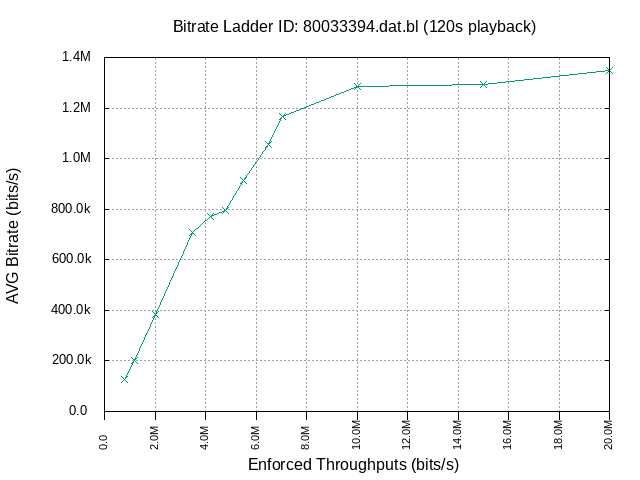 Bitrate Ladder ID: 80033394.dat.bl (120s playback)
1.4M
1.2M
1.0M
800.0k
600.0k
400.0k
200.0k
0.0
AVG Bitrate (bits/s)
0.0 2.0M 4.0M 6.0M 8.0M 10.0M 12.0M 14.0M 16.0M 18.0M 20.0M
Enforced Throughputs (bits/s)